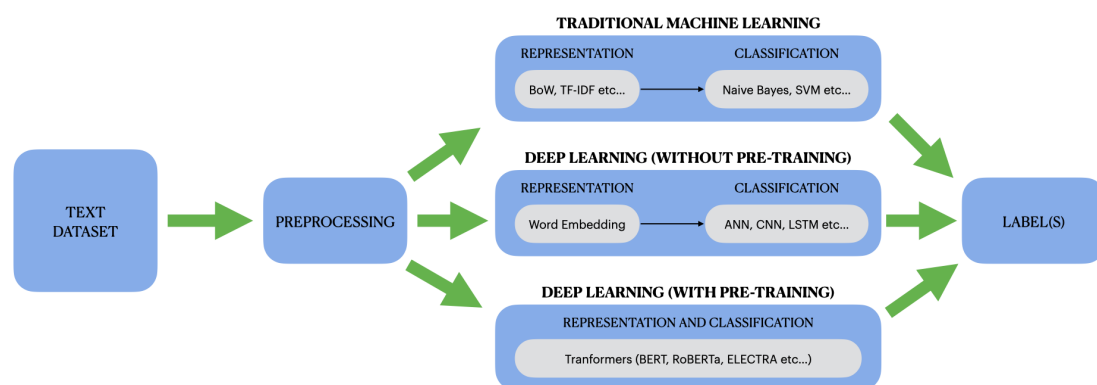 TRADITIONAL MACHINE LEARNING
REPRESENTATION
CLASSIFICATION
BoW, TF-IDF etc...
Naive Bayes, SVM etc...
TEXT
DATASET
PREPROCESSING
DEEP LEARNING (WITHOUT PRE-TRAINING)
REPRESENTATION
CLASSIFICATION
Word Embedding
ANN, CNN, LSTM etc...
LABEL(S)
DEEP LEARNING (WITH PRE-TRAINING)
REPRESENTATION AND CLASSIFICATION
Tranformers (BERT, RoBERTa, ELECTRA etc...)